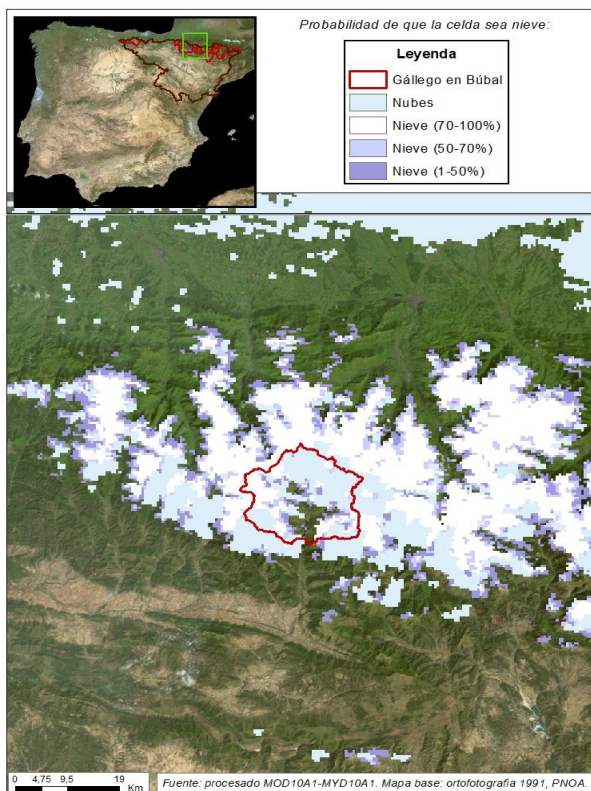 Probabilidad de que la celda sea nieve:
Leyenda
Gállego en Búbal
Nubes
Nieve (70-100%)
Nieve (50-70%)
Nieve (1-50%)
0 4,75 9,5 19
Km
Fuente: procesado MOD10A1-MYD10A1. Mapa base: ortofotografia 1991, PNOA.